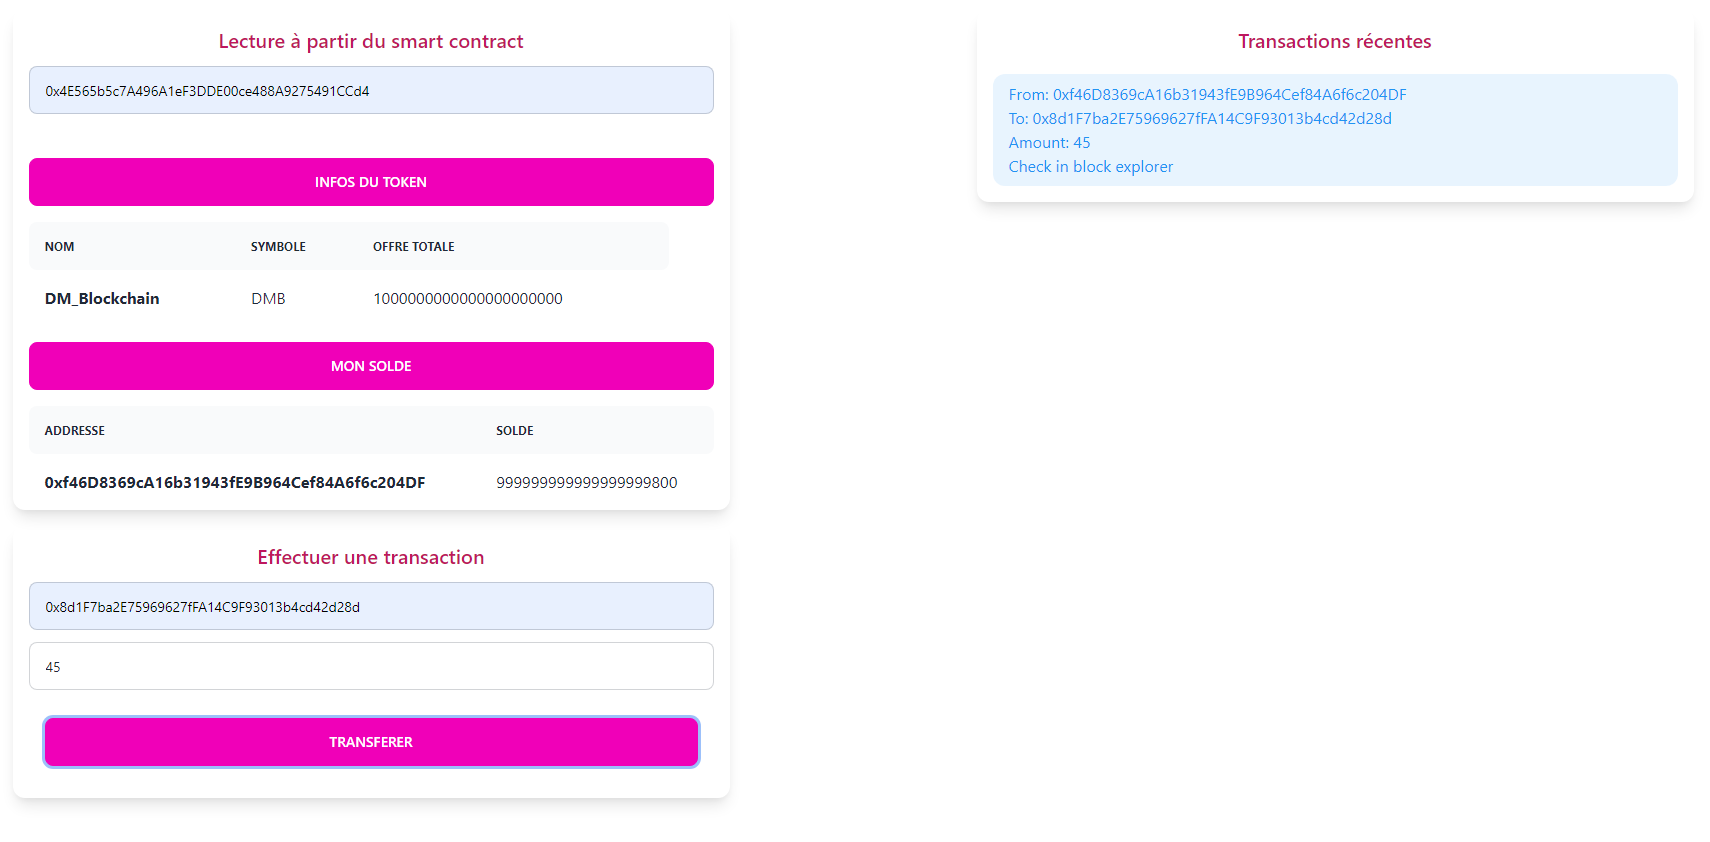 Lecture à partir du smart contract
0x4E565b5c7A496A1eF3DDE00ce488A9275491CCd4
INFOS DU TOKEN
NOM SYMBOLE OFFRE TOTALE
DM_Blockchain DMB 1000000000000000000000
MON SOLDE
ADDRESSE SOLDE
0xf46D8369cA16b31943fE9B964Cef84A6f6c204DF 999999999999999999800
Effectuer une transaction
0x8d1F7ba2E75969627fFA14C9F93013b4cd42d28d
45
TRANSFERER
Transactions récentes
From: 0xf46D8369cA16b31943fE9B964Cef84A6f6c204DF
To: 0x8d1F7ba2E75969627fFA14C9F93013b4cd42d28d
Amount: 45
Check in block explorer